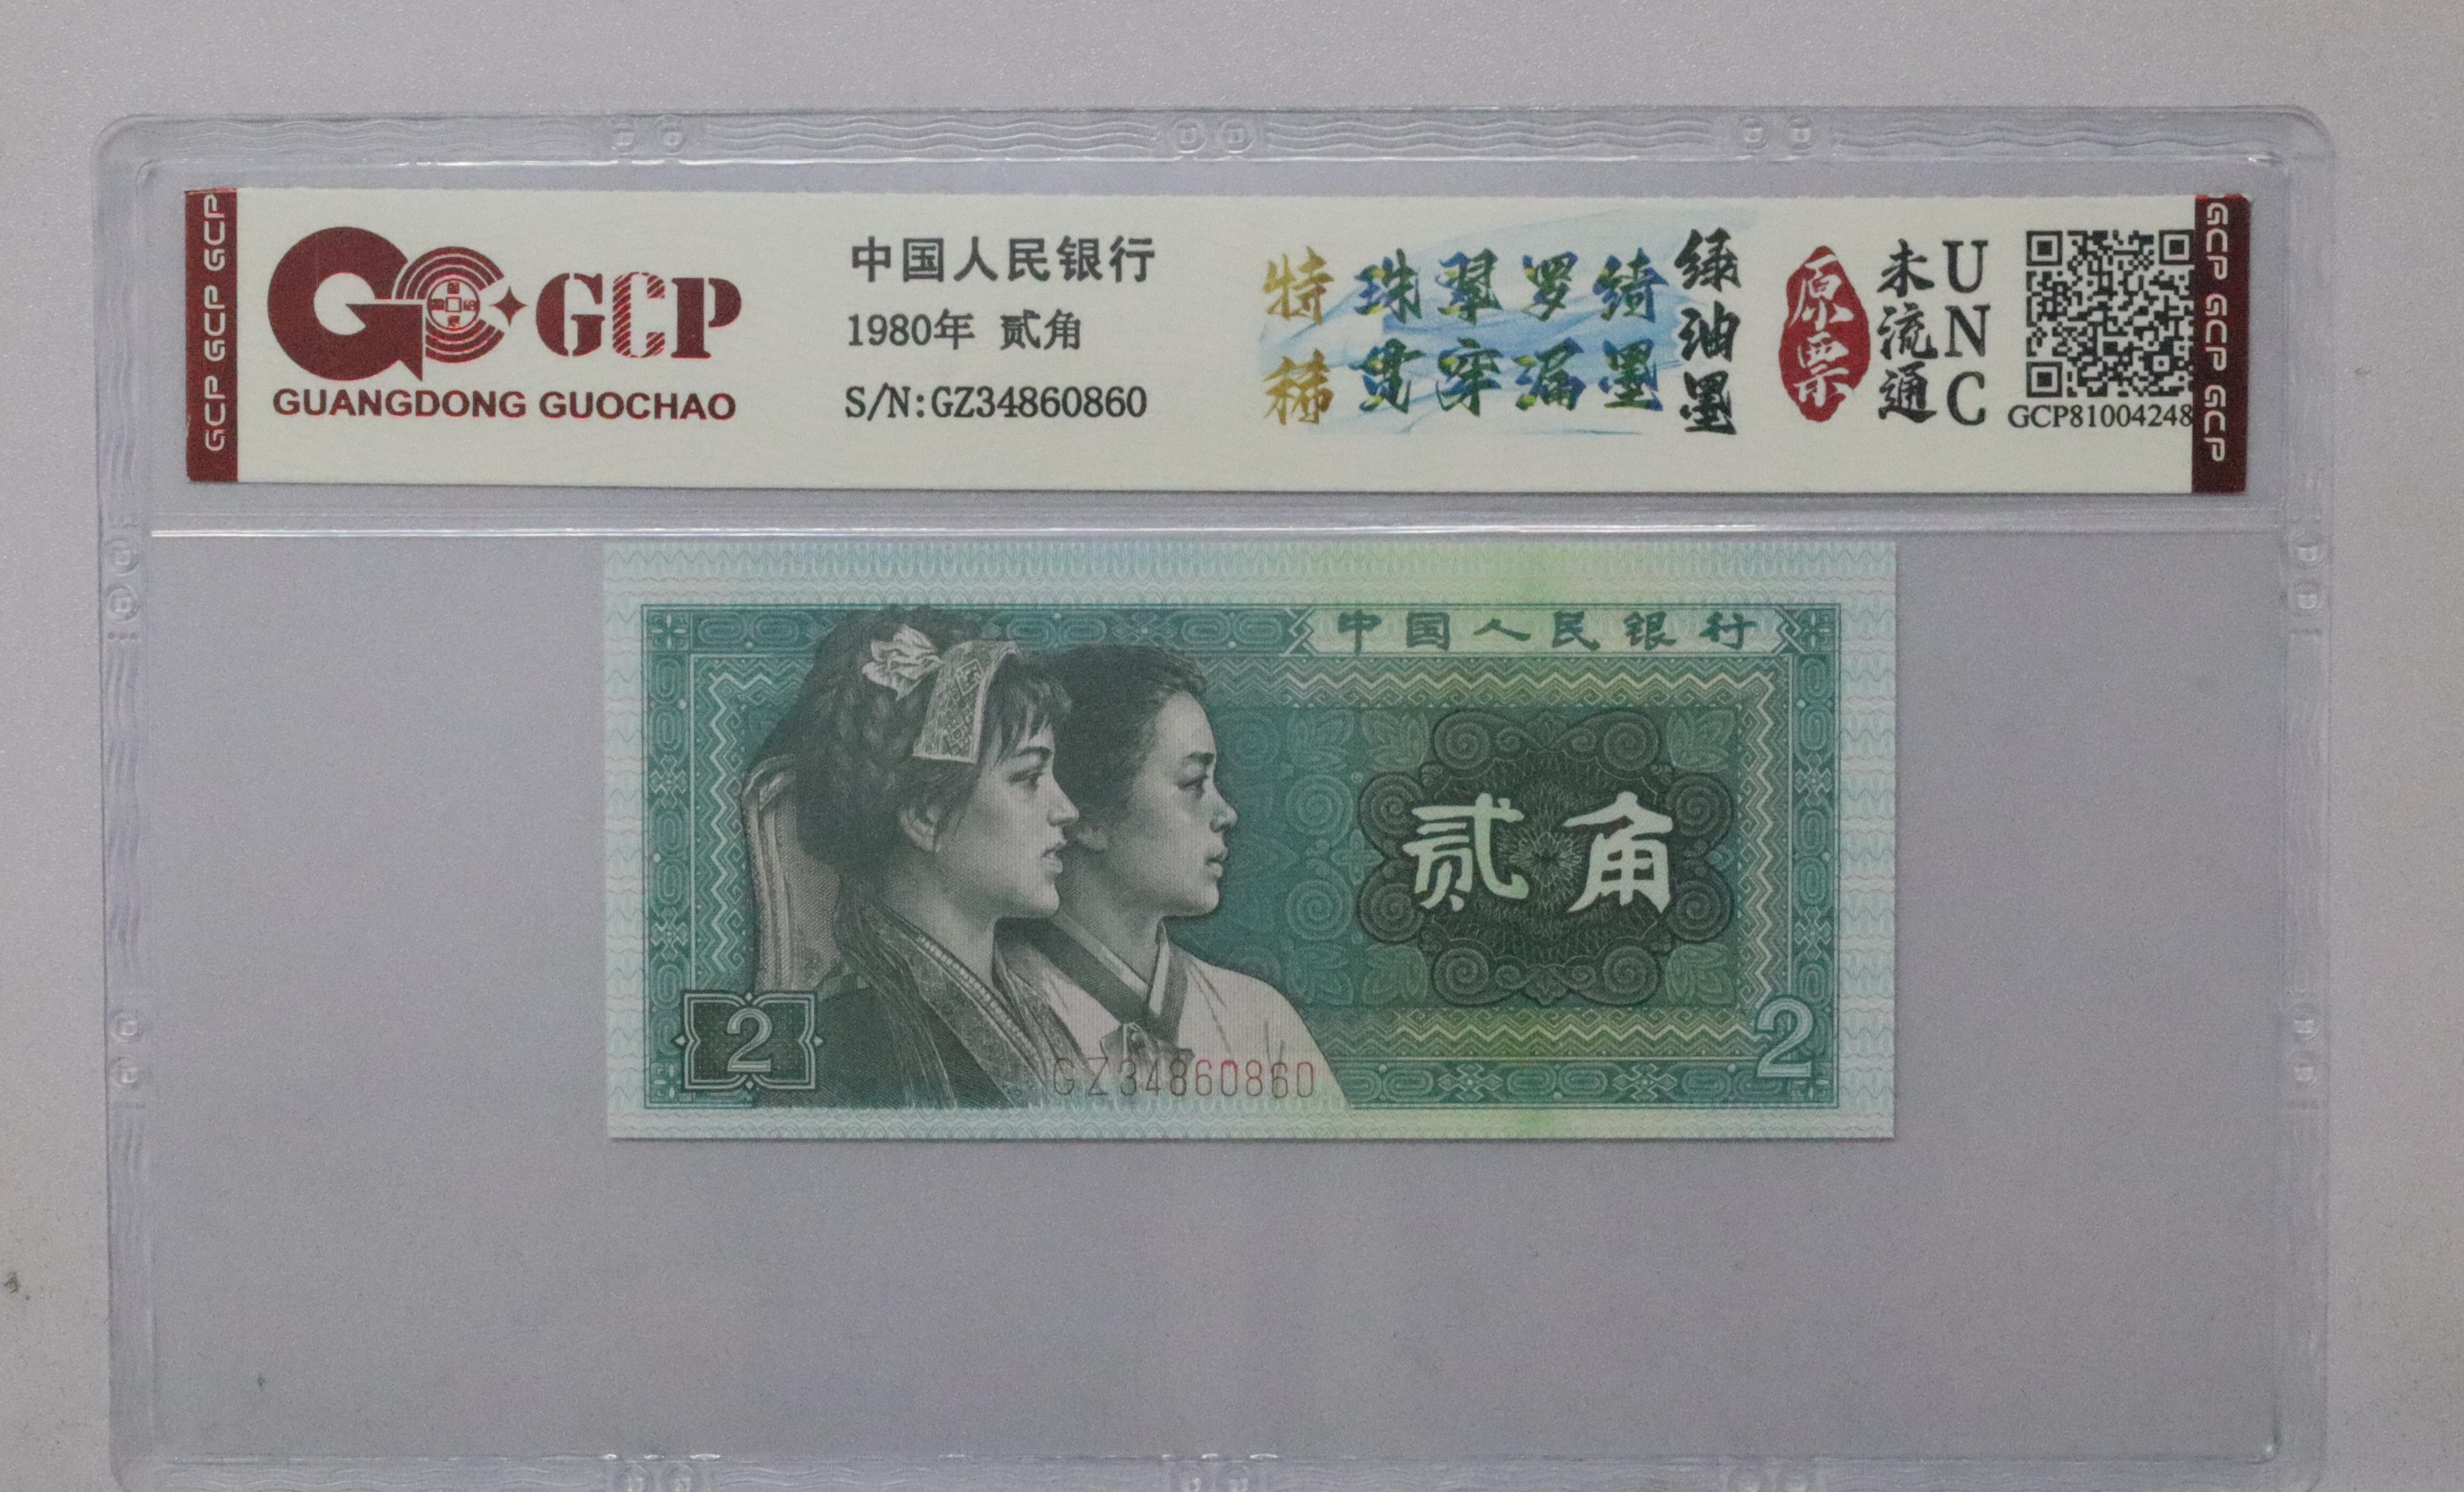 GCP GCP GCP
GCP
GUANGDONG GUOCHAO
中国人民银行
1980年 贰角
S/N:GZ34860860
特稀
珠翠罗绮
贯穿漏墨
绿油墨
原票
未流通
UNC
GCP81004248
GCP GCP GCP
中国人民银行
贰角
2
GZ34860860
2